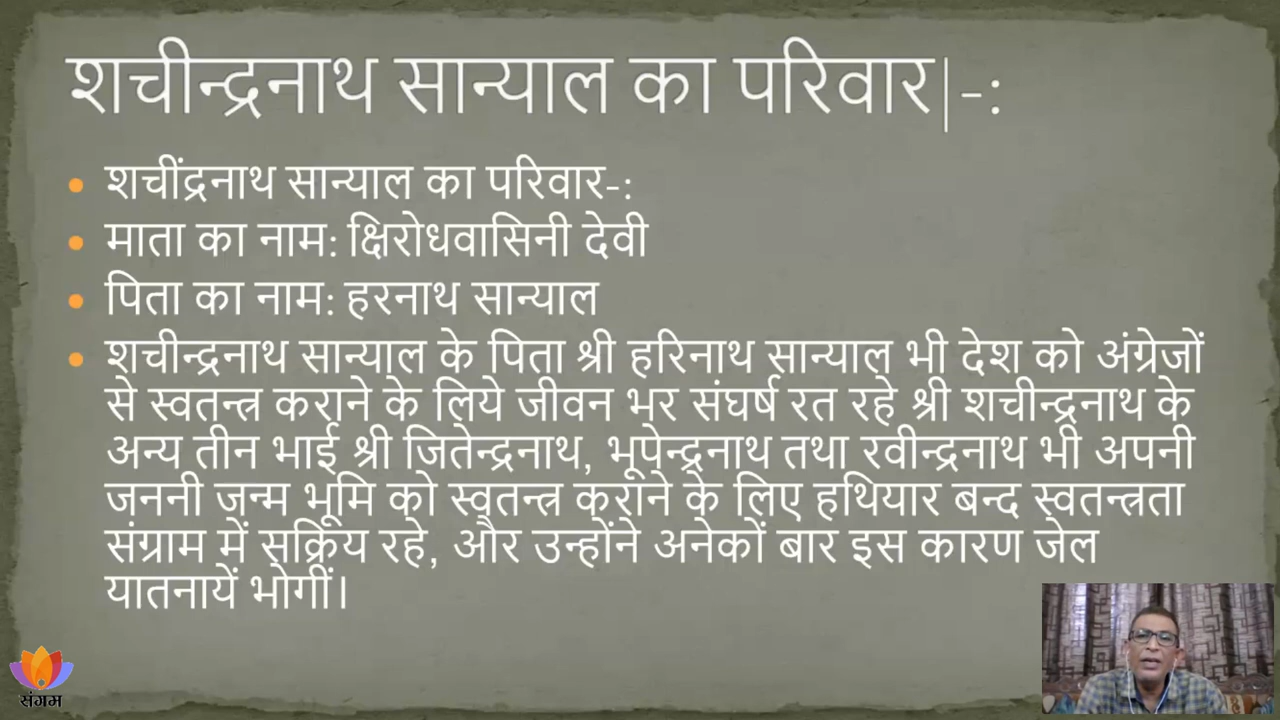 शचीन्द्रनाथ सान्याल का परिवार|-:
• शचींद्रनाथ सान्याल का परिवार-:
• माता का नाम: क्षिरोधवासिनी देवी
• पिता का नाम: हरनाथ सान्याल
• शचीन्द्रनाथ सान्याल के पिता श्री हरिनाथ सान्याल भी देश को अंग्रेजों
से स्वतन्त्र कराने के लिये जीवन भर संघर्ष रत रहे श्री शचीन्द्रनाथ के
अन्य तीन भाई श्री जितेन्द्रनाथ, भूपेन्द्रनाथ तथा रवीन्द्रनाथ भी अपनी
जननी जन्म भूमि को स्वतन्त्र कराने के लिए हथियार बन्द स्वतन्त्रता
संग्राम में सक्रिय रहे, और उन्होंने अनेकों बार इस कारण जेल
यातनायें भोगीं।
संगम